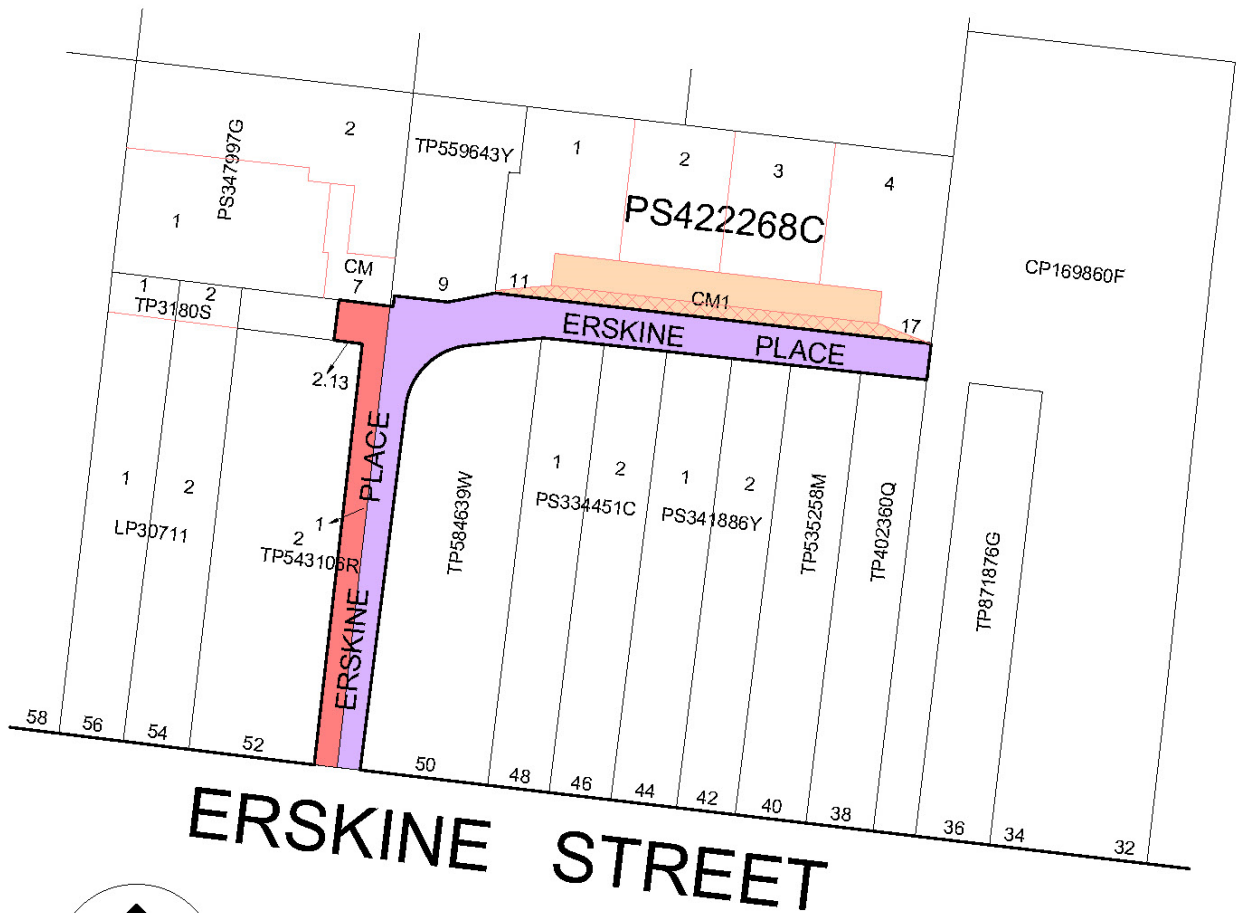 2
TP559643Y
1
2
3
4
PS347997G
1
PS422268C
CM
7
9
11
CM1
17
CP169860F
1
2
TP3180S
ERSKINE PLACE
2.13
ERSKINE PLACE
1
2
LP30711
1
2
TP543106R
TP584639W
1
2
PS334451C
1
2
PS341886Y
TP535258M
TP402360Q
TP871876G
58
56
54
52
50
48
46
44
42
40
38
36
34
32
ERSKINE STREET